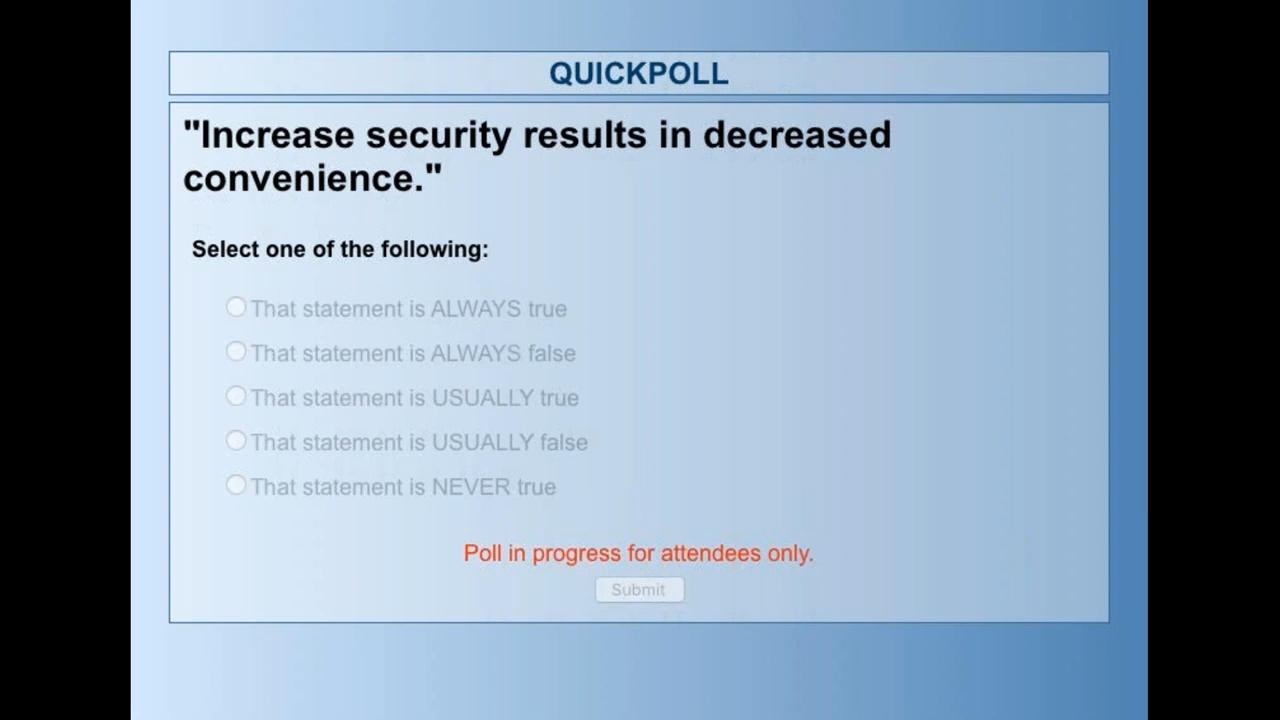 QUICKPOLL
"Increase security results in decreased
convenience."
Select one of the following:
That statement is ALWAYS true
That statement is ALWAYS false
That statement is USUALLY true
That statement is USUALLY false
That statement is NEVER true
Poll in progress for attendees only.
Submit